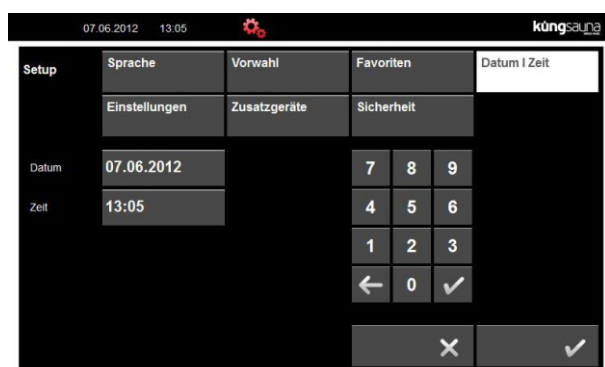 07.06.2012 13:05 küngsauna
Setup Sprache Vorwahl Favoriten Datum I Zeit
Einstellungen Zusatzgeräte Sicherheit
Datum 07.06.2012 7 8 9
Zeit 13:05 4 5 6
1 2 3
0